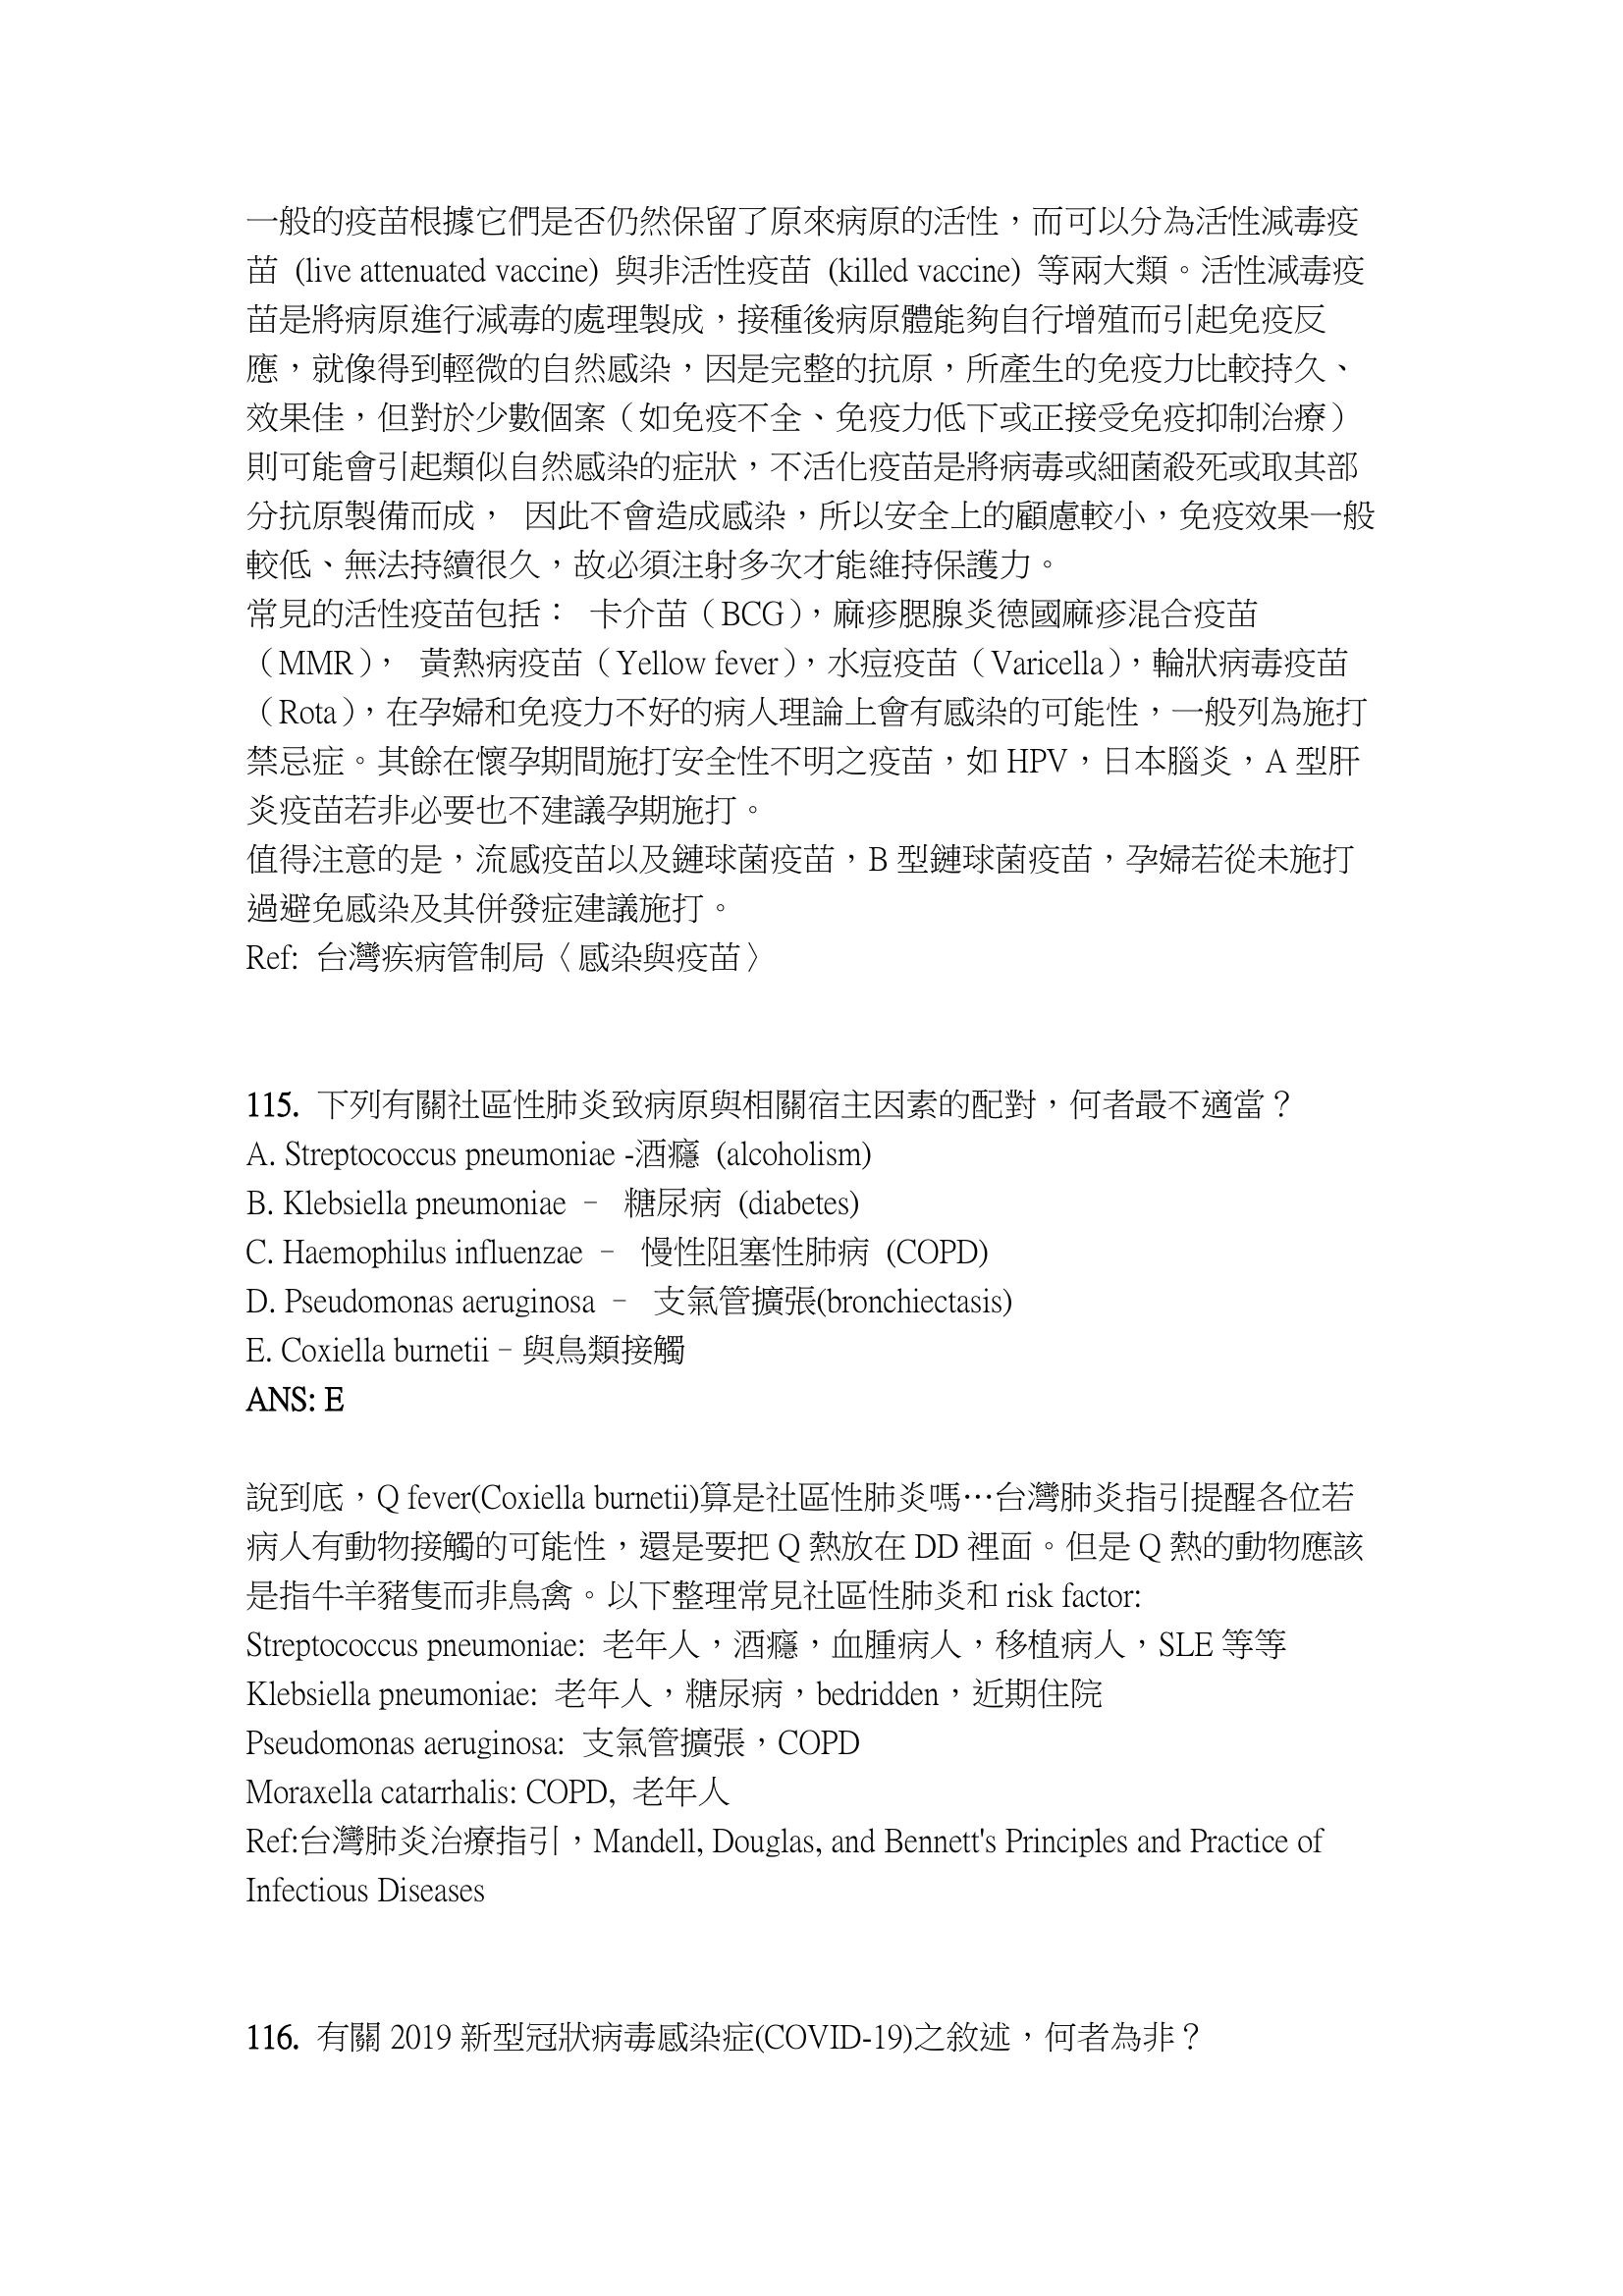 一般的疫苗根據它們是否仍然保留了原來病原的活性，而可以分為活性減毒疫
苗 (live attenuated vaccine) 與非活性疫苗 (killed vaccine) 等兩大類。活性減毒疫
苗是將病原進行減毒的處理製成，接種後病原體能夠自行增殖而引起免疫反
應，就像得到輕微的自然感染，因是完整的抗原，所產生的免疫力比較持久、
效果佳，但對於少數個案（如免疫不全、免疫力低下或正接受免疫抑制治療）
則可能會引起類似自然感染的症狀，不活化疫苗是將病毒或細菌殺死或取其部
分抗原製備而成， 因此不會造成感染，所以安全上的顧慮較小，免疫效果一般
較低、無法持續很久，故必須注射多次才能維持保護力。
常見的活性疫苗包括： 卡介苗（BCG），麻疹腮腺炎德國麻疹混合疫苗
（MMR）， 黃熱病疫苗（Yellow fever），水痘疫苗（Varicella），輪狀病毒疫苗
（Rota），在孕婦和免疫力不好的病人理論上會有感染的可能性，一般列為施打
禁忌症。其餘在懷孕期間施打安全性不明之疫苗，如 HPV，日本腦炎，A 型肝
炎疫苗若非必要也不建議孕期施打。
值得注意的是，流感疫苗以及鏈球菌疫苗，B 型鏈球菌疫苗，孕婦若從未施打
過避免感染及其併發症建議施打。
Ref: 台灣疾病管制局〈感染與疫苗〉
115. 下列有關社區性肺炎致病原與相關宿主因素的配對，何者最不適當？
A. Streptococcus pneumoniae -酒癮 (alcoholism)
B. Klebsiella pneumoniae – 糖尿病 (diabetes)
C. Haemophilus influenzae – 慢性阻塞性肺病 (COPD)
D. Pseudomonas aeruginosa – 支氣管擴張(bronchiectasis)
E. Coxiella burnetii – 與鳥類接觸
ANS: E
說到底，Q fever(Coxiella burnetii)算是社區性肺炎嗎…台灣肺炎指引提醒各位若
病人有動物接觸的可能性，還是要把 Q 熱放在 DD 裡面。但是 Q 熱的動物應該
是指牛羊豬隻而非鳥禽。以下整理常見社區性肺炎和 risk factor:
Streptococcus pneumoniae: 老年人，酒癮，血腫病人，移植病人，SLE 等等
Klebsiella pneumoniae: 老年人，糖尿病，bedridden，近期住院
Pseudomonas aeruginosa: 支氣管擴張，COPD
Moraxella catarrhalis: COPD, 老年人
Ref:台灣肺炎治療指引，Mandell, Douglas, and Bennett's Principles and Practice of
Infectious Diseases
116. 有關 2019 新型冠狀病毒感染症(COVID-19)之敘述，何者為非？